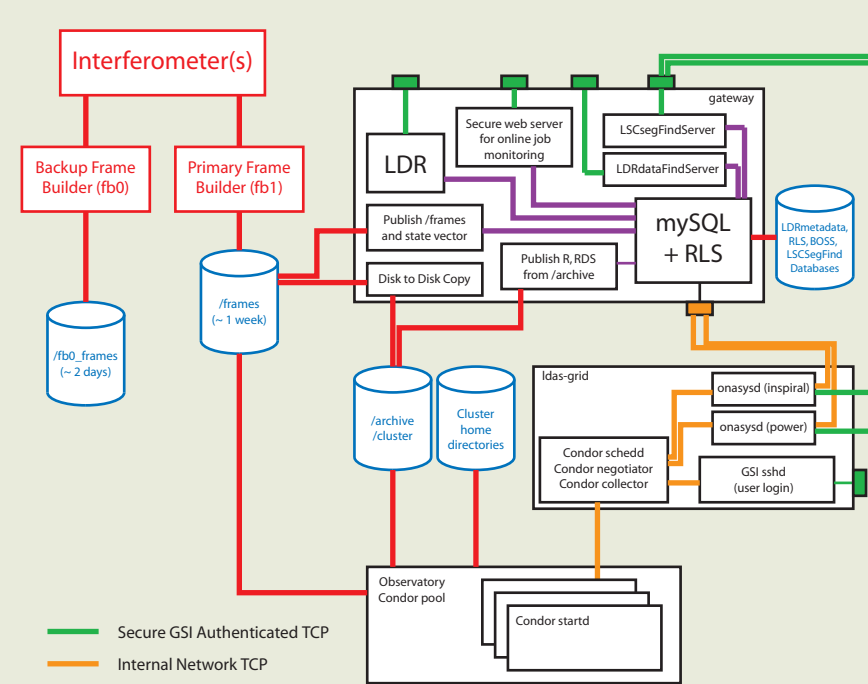 Interferometer(s)
Backup Frame
Builder (fb0)
Primary Frame
Builder (fb1)
/frames
(~ 1 week)
/fb0_frames
(~ 2 days)
gateway
LDR
Secure web server
for online job
monitoring
LSCsegFindServer
LDRdataFindServer
Publish /frames
and state vector
Disk to Disk Copy
Publish R, RDS
from /archive
mySQL
+ RLS
LDRmetadata,
RLS, BOSS,
LSCSegFind
Databases
/archive
/cluster
Cluster
home
directories
ldas-grid
onasysd (inspiral)
onasysd (power)
Condor schedd
Condor negotiator
Condor collector
GSI sshd
(user login)
Observatory
Condor pool
Condor startd
Secure GSI Authenticated TCP
Internal Network TCP